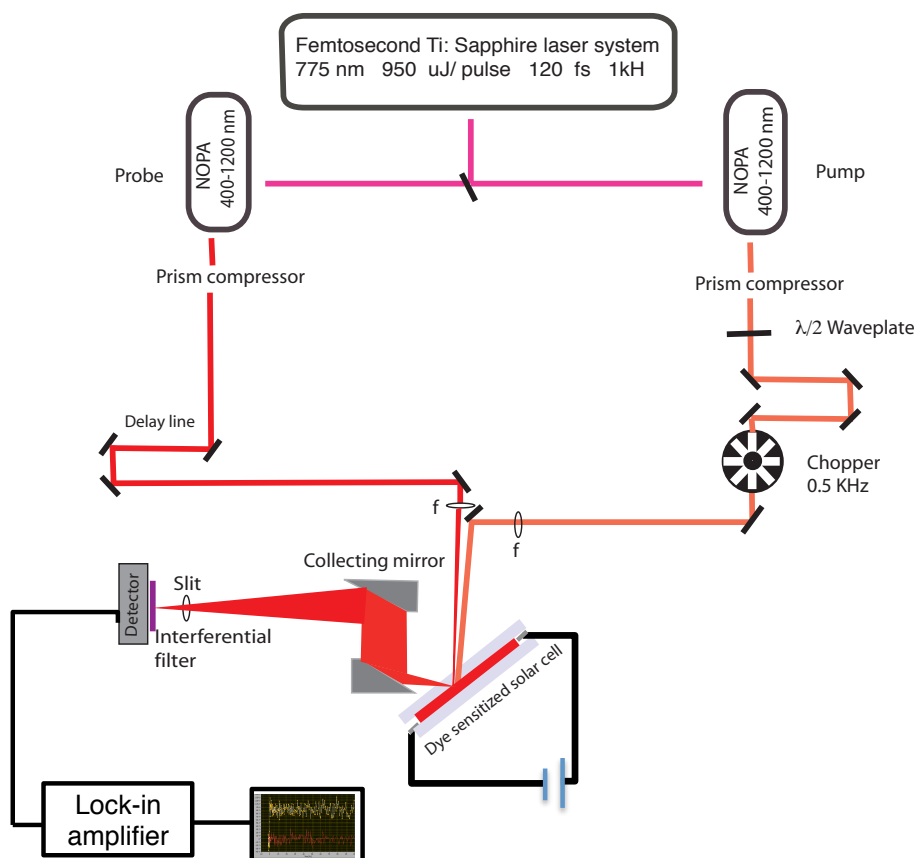 Femtosecond Ti: Sapphire laser system
775 nm 950 uJ/ pulse 120 fs 1kH
Probe
NOPA
400-1200 nm
NOPA
400-1200 nm
Pump
Prism compressor
Prism compressor
λ/2 Waveplate
Delay line
Chopper
0.5 KHz
f
f
Collecting mirror
Detector
Slit
Interferential
filter
Dye sensitized solar cell
Lock-in
amplifier